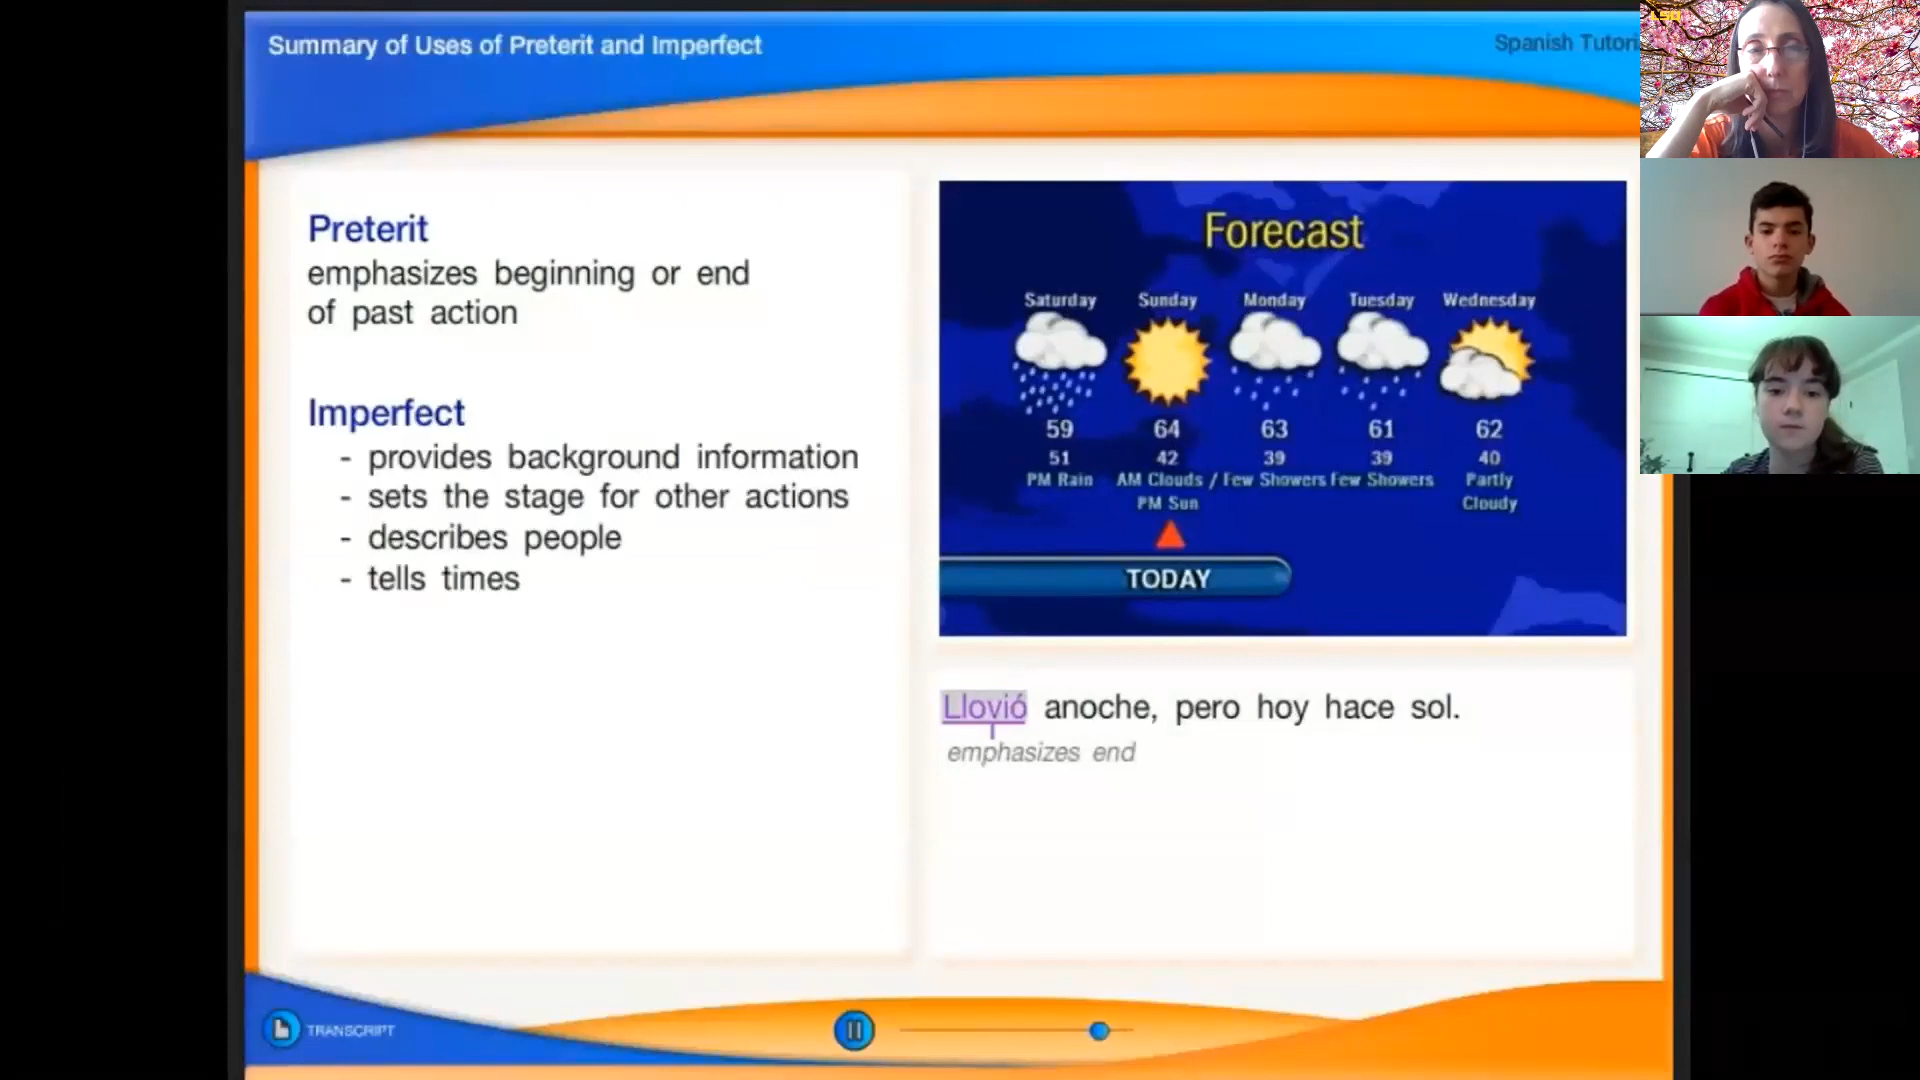 Summary of Uses of Preterit and Imperfect
Spanish Tutori
LSU
Preterit
emphasizes beginning or end
of past action
Imperfect
- provides background information
- sets the stage for other actions
- describes people
- tells times
Forecast
Saturday Sunday Monday Tuesday Wednesday
59 64 63 61 62
51 42 39 39 40
PM Rain AM Clouds / Few Showers Few Showers Partly
PM Sun Cloudy
TODAY
Llovió anoche, pero hoy hace sol.
emphasizes end
TRANSCRIPT